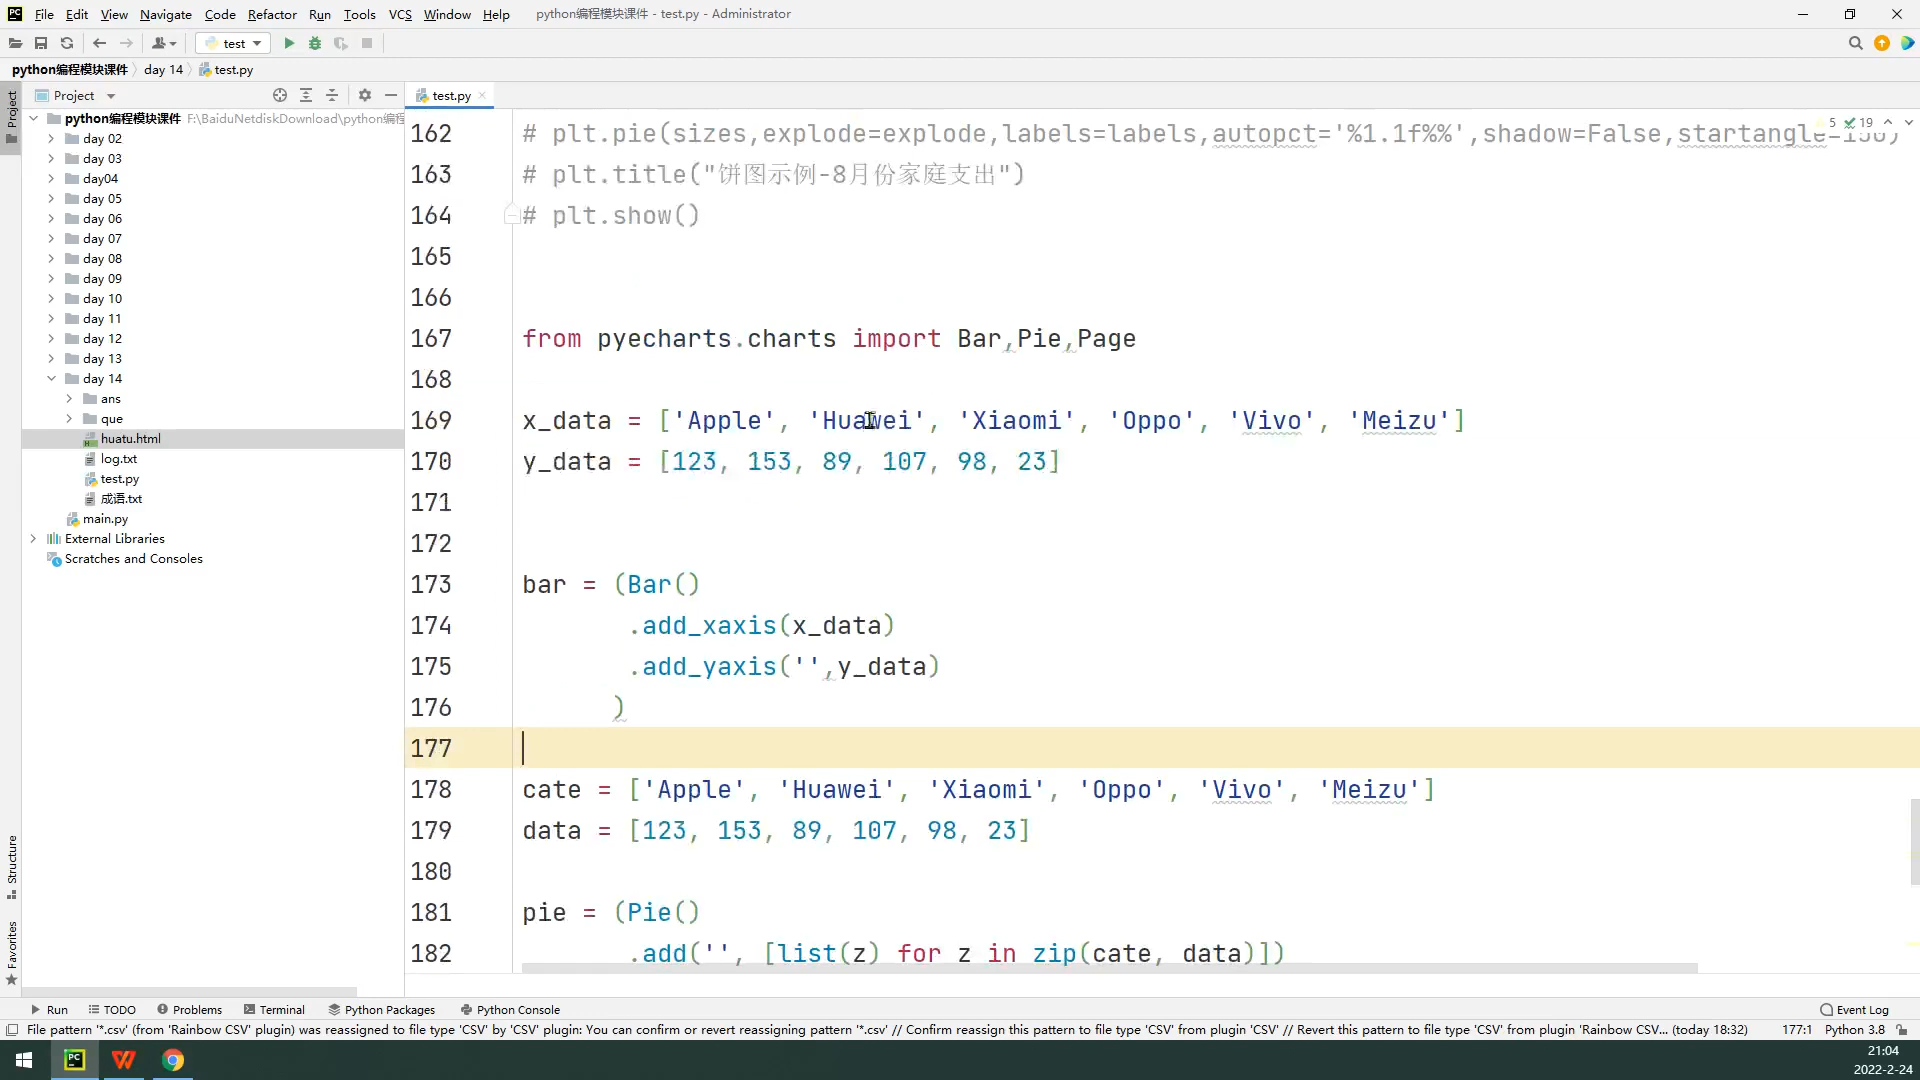 File Edit View Navigate Code Refactor Run Tools VCS Window Help python编程模块课件 - test.py - Administrator
test
python编程模块课件 day 14 test.py
Project
Project
test.py
python编程模块课件 F:\BaiduNetdiskDownload\python编程
day 02
day 03
day04
day 05
day 06
day 07
day 08
day 09
day 10
day 11
day 12
day 13
day 14
ans
que
huatu.html
log.txt
test.py
成语.txt
main.py
External Libraries
Scratches and Consoles
5 19
162 # plt.pie(sizes,explode=explode,labels=labels,autopct='%1.1f%%',shadow=False,startangle=150)
163 # plt.title("饼图示例-8月份家庭支出")
164 # plt.show()
165
166
167 from pyecharts.charts import Bar,Pie,Page
168
169 x_data = ['Apple', 'Huawei', 'Xiaomi', 'Oppo', 'Vivo', 'Meizu']
170 y_data = [123, 153, 89, 107, 98, 23]
171
172
173 bar = (Bar()
174 .add_xaxis(x_data)
175 .add_yaxis('',y_data)
176 )
177
178 cate = ['Apple', 'Huawei', 'Xiaomi', 'Oppo', 'Vivo', 'Meizu']
179 data = [123, 153, 89, 107, 98, 23]
180
181 pie = (Pie()
182 .add('', [list(z) for z in zip(cate, data)])
Structure
Favorites
Run TODO Problems Terminal Python Packages Python Console Event Log
File pattern '*.csv' (from 'Rainbow CSV' plugin) was reassigned to file type 'CSV' by 'CSV' plugin: You can confirm or revert reassigning pattern '*.csv' // Confirm reassign this pattern to file type 'CSV' from plugin 'CSV' // Revert this pattern to file type 'CSV' from plugin 'Rainbow CSV... (today 18:32) 177:1 Python 3.8
21:04
2022-2-24